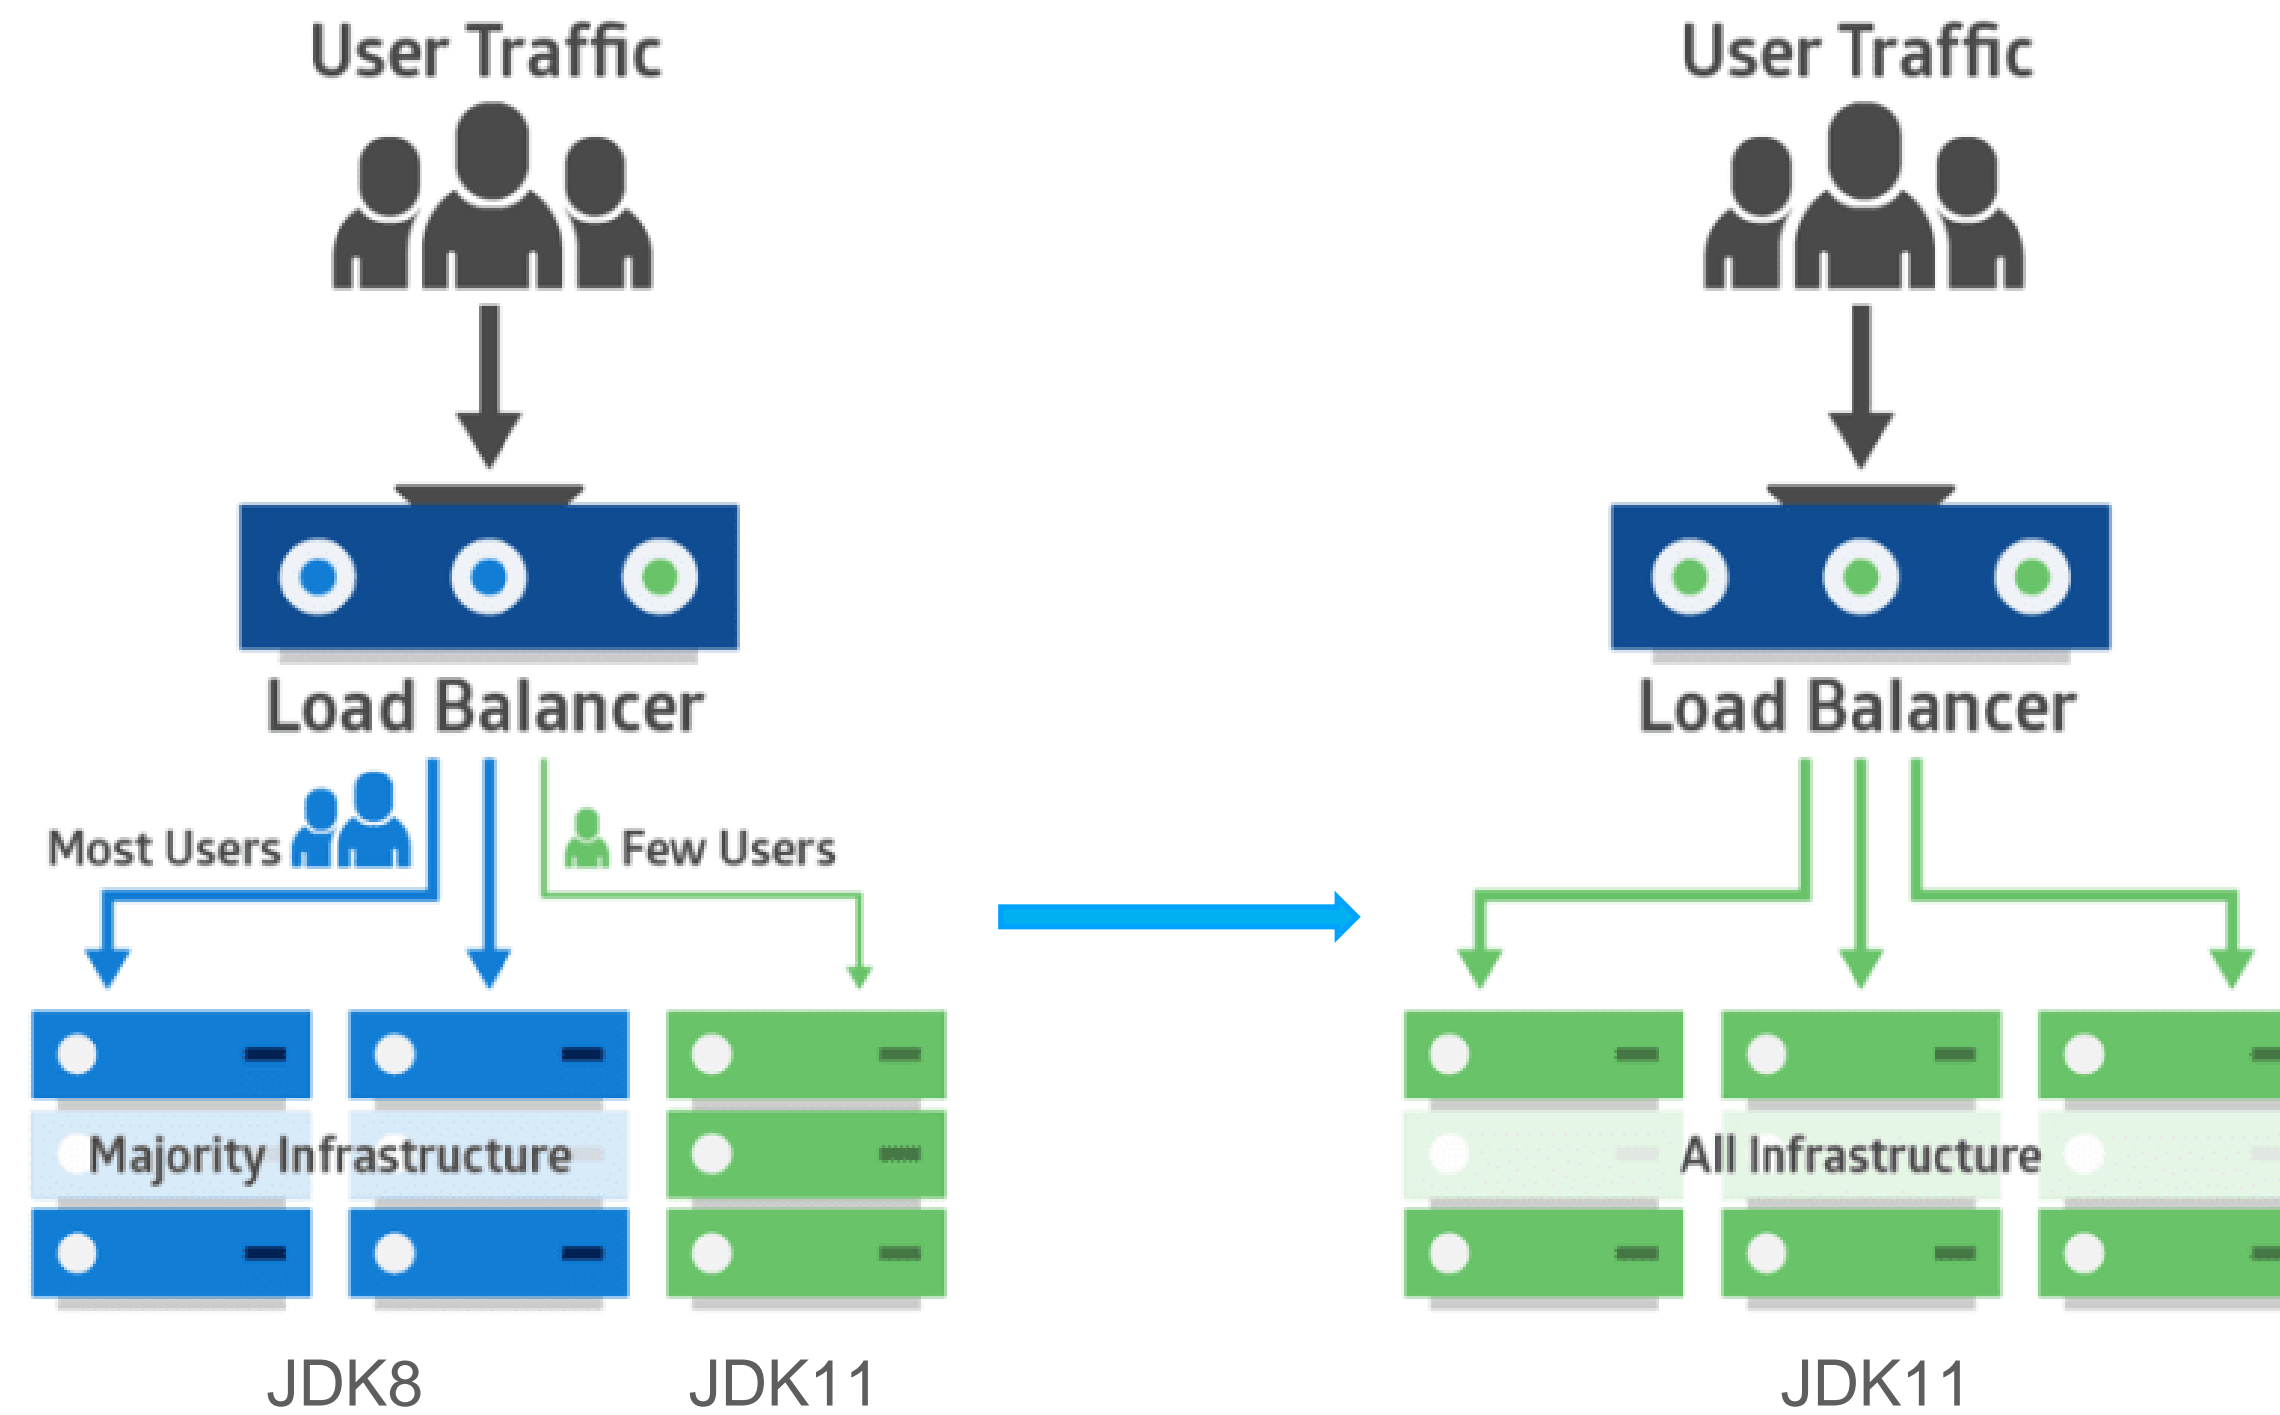 User Traffic
Load Balancer
Most Users
Few Users
Majority Infrastructure
JDK8
JDK11
User Traffic
Load Balancer
All Infrastructure
JDK11